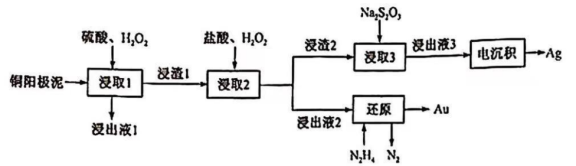 Na₂S₂O₃
硫酸、H₂O₂
盐酸、H₂O₂
浸渣2
浸取3
浸出液3
电沉积
Ag
铜阳极泥
浸取1
浸渣1
浸取2
浸出液1
浸出液2
还原
Au
N₂H₄
N₂